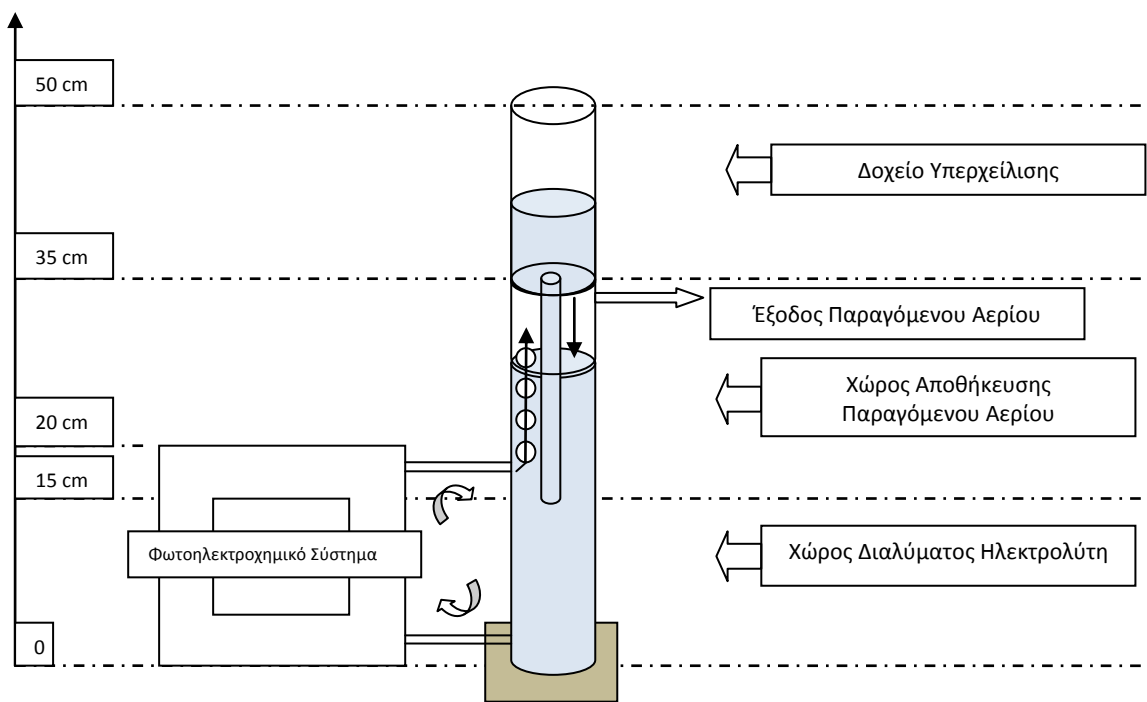 50 cm
Δοχείο Υπερχείλισης
35 cm
Έξοδος Παραγόμενου Αερίου
Χώρος Αποθήκευσης
Παραγόμενου Αερίου
20 cm
15 cm
Φωτοηλεκτροχημικό Σύστημα
Χώρος Διαλύματος Ηλεκτρολύτη
0